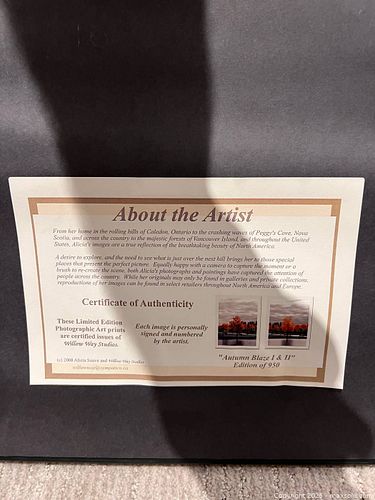 About the Artist
From her home in the rolling hills of Caledon, Ontario to the crashing waves of Peggy's Cove, Nova
Scotia, and across the country to the majestic forests of Vancouver Island, and throughout the United
States, Alicia's images are a true reflection of the breathtaking beauty of North America.
A desire to explore, and the need to see what is just over the next hill brings her to those special
places that present the perfect picture. Equally happy with a camera to capture the moment or a
brush to re-create the scene, both Alicia's photographs and paintings have captured the attention of
people across the country. While her originals may only be found in galleries and private collections,
reproductions of her images can be found in select retailers throughout North America and Europe.
Certificate of Authenticity
These Limited Edition
Photographic Art prints
are certified issues of
Willow Way Studios.
Each image is personally
signed and numbered
by the artist.
"Autumn Blaze I & II"
Edition of 950
(c) 2008 Alicia Soave and Willow Way Studios
Copyright 2025 -